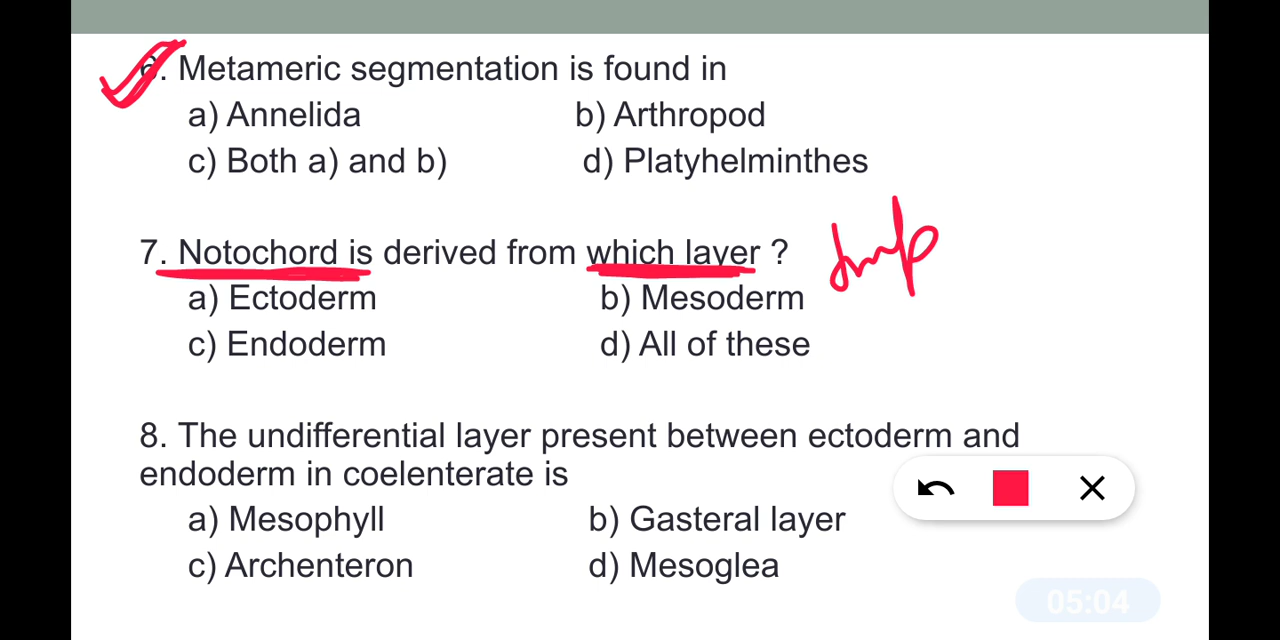 6. Metameric segmentation is found in
a) Annelida b) Arthropod
c) Both a) and b) d) Platyhelminthes
7. Notochord is derived from which layer ? Imp
a) Ectoderm b) Mesoderm
c) Endoderm d) All of these
8. The undifferential layer present between ectoderm and
endoderm in coelenterate is
a) Mesophyll b) Gasteral layer
c) Archenteron d) Mesoglea
05:04